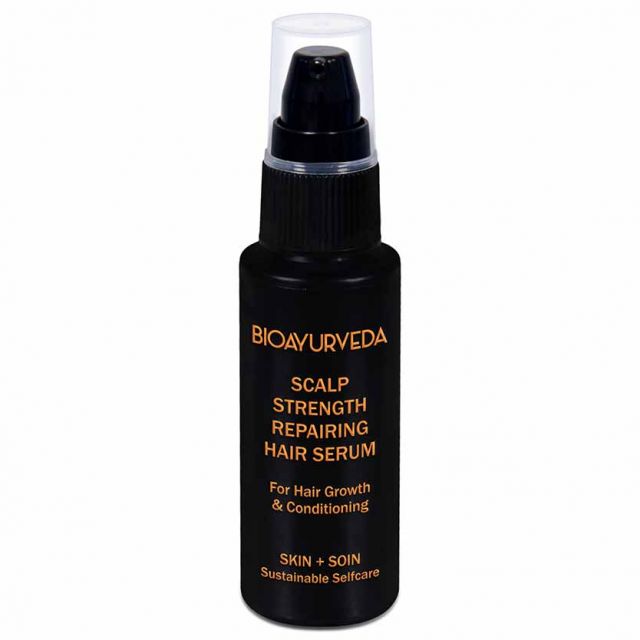 BIOAYURVEDA
SCALP
STRENGTH
REPAIRING
HAIR SERUM
For Hair Growth
& Conditioning
SKIN + SOIN
Sustainable Selfcare